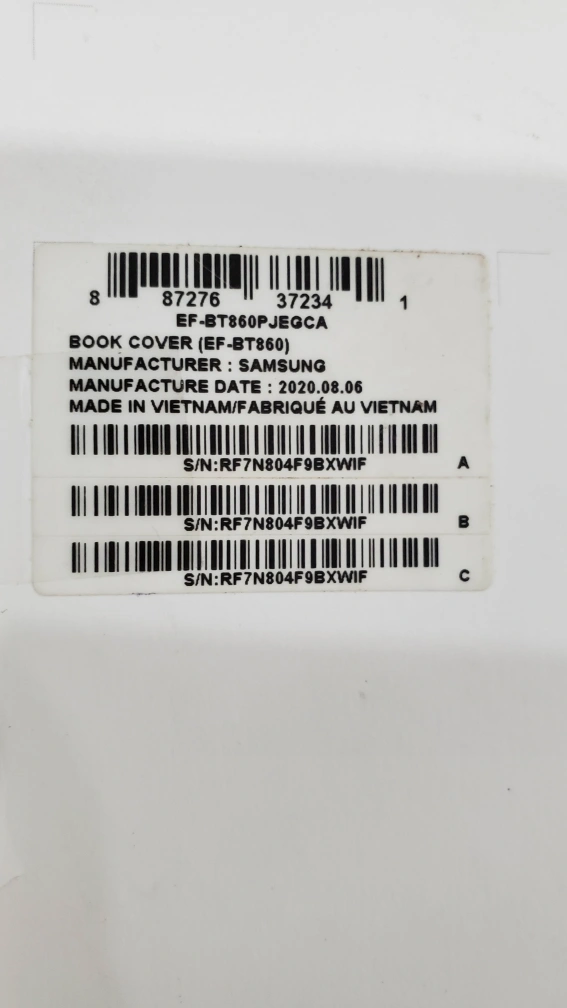 8 87276 37234 1
EF-BT860PJEGCA
BOOK COVER (EF-BT860)
MANUFACTURER : SAMSUNG
MANUFACTURE DATE : 2020.08.06
MADE IN VIETNAM/FABRIQUÉ AU VIETNAM
S/N:RF7N804F9BXWIF A
S/N:RF7N804F9BXWIF B
S/N:RF7N804F9BXWIF C